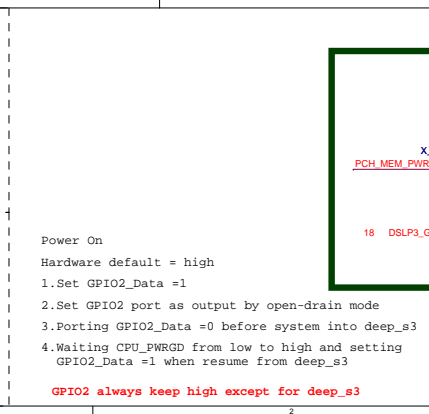 X_
PCH_MEM_PWR
18 DSLP3_G
Power On
Hardware default = high
1.Set GPIO2_Data =1
2.Set GPIO2 port as output by open-drain mode
3.Porting GPIO2_Data =0 before system into deep_s3
4.Waiting CPU_PWRGD from low to high and setting
GPIO2_Data =1 when resume from deep_s3
GPIO2 always keep high except for deep_s3
2